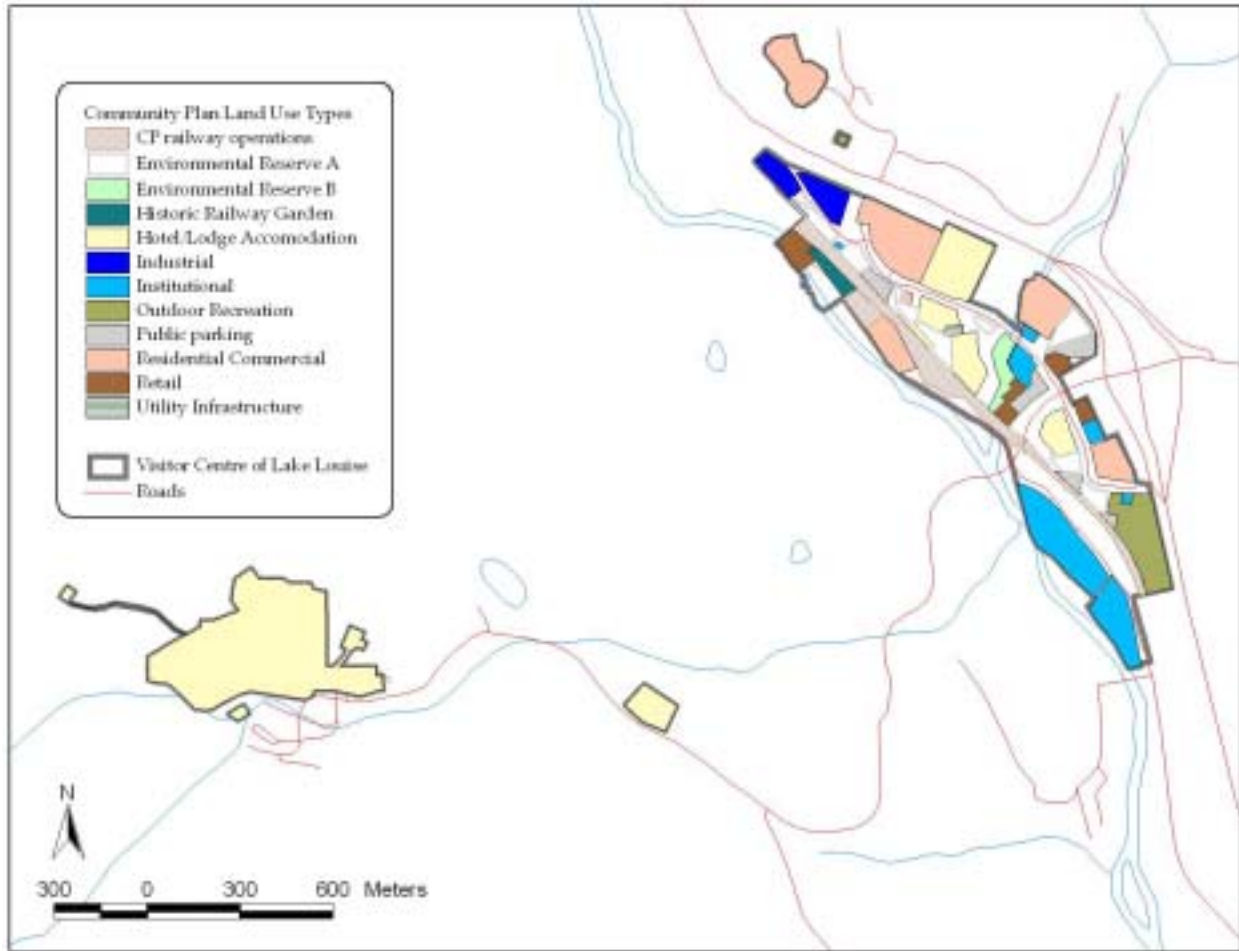 Community Plan Land Use Types
CP railway operations
Environmental Reserve A
Environmental Reserve B
Historic Railway Garden
Hotel/Lodge Accomodation
Industrial
Institutional
Outdoor Recreation
Public parking
Residential Commercial
Retail
Utility Infrastructure
Visitor Centre of Lake Louise
Roads
N
300 0 300 600 Meters